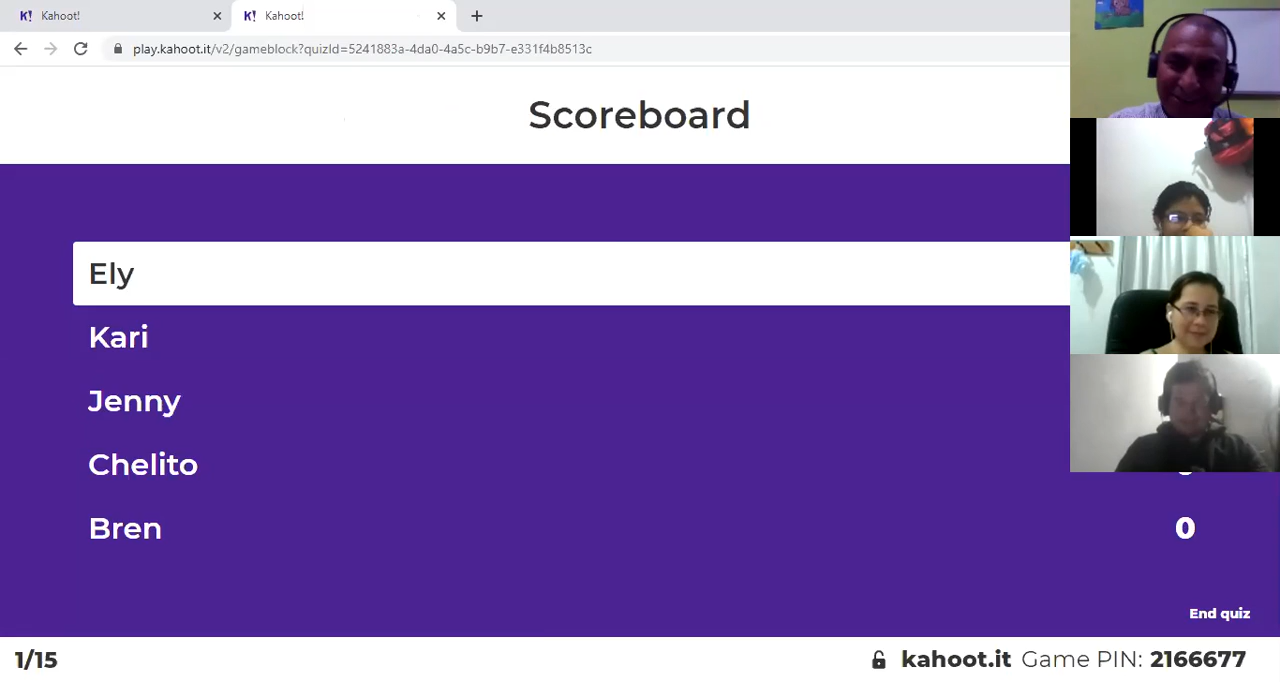 K! Kahoot!
K! Kahoot!
play.kahoot.it/v2/gameblock?quizId=5241883a-4da0-4a5c-b9b7-e331f4b8513c
Scoreboard
Ely
Kari
Jenny
Chelito
Bren 0
End quiz
1/15 kahoot.it Game PIN: 2166677